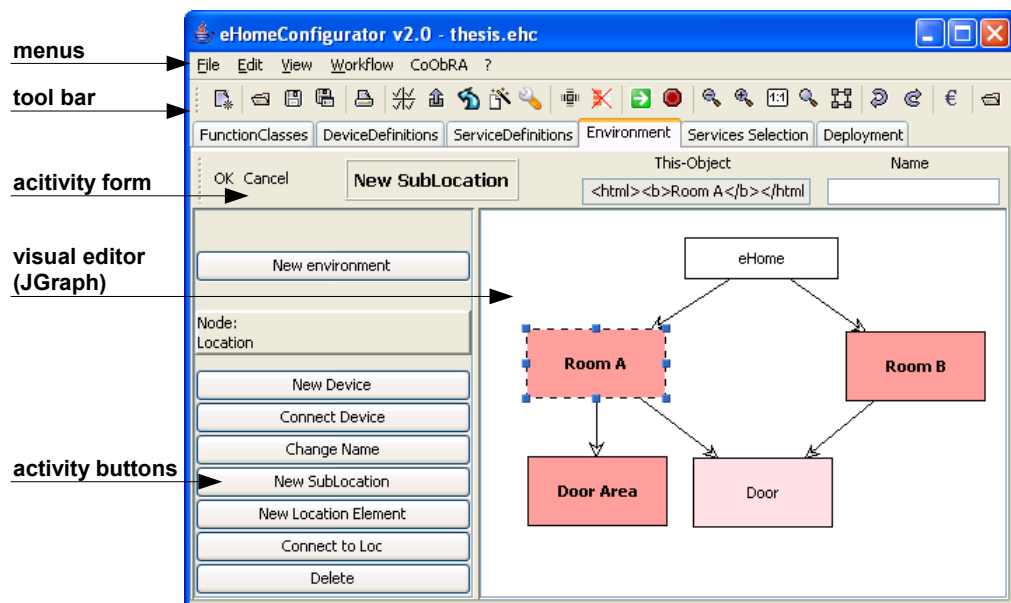 eHomeConfigurator v2.0 - thesis.ehc
menus
File Edit View Workflow CoObRA ?
tool bar
1:1 €
FunctionClasses DeviceDefinitions ServiceDefinitions Environment Services Selection Deployment
acitivity form
OK Cancel New SubLocation This-Object Name
<html><b>Room A</b></html
visual editor
(JGraph)
New environment
Node:
Location
New Device
Connect Device
Change Name
activity buttons
New SubLocation
New Location Element
Connect to Loc
Delete
eHome
Room A
Room B
Door Area
Door